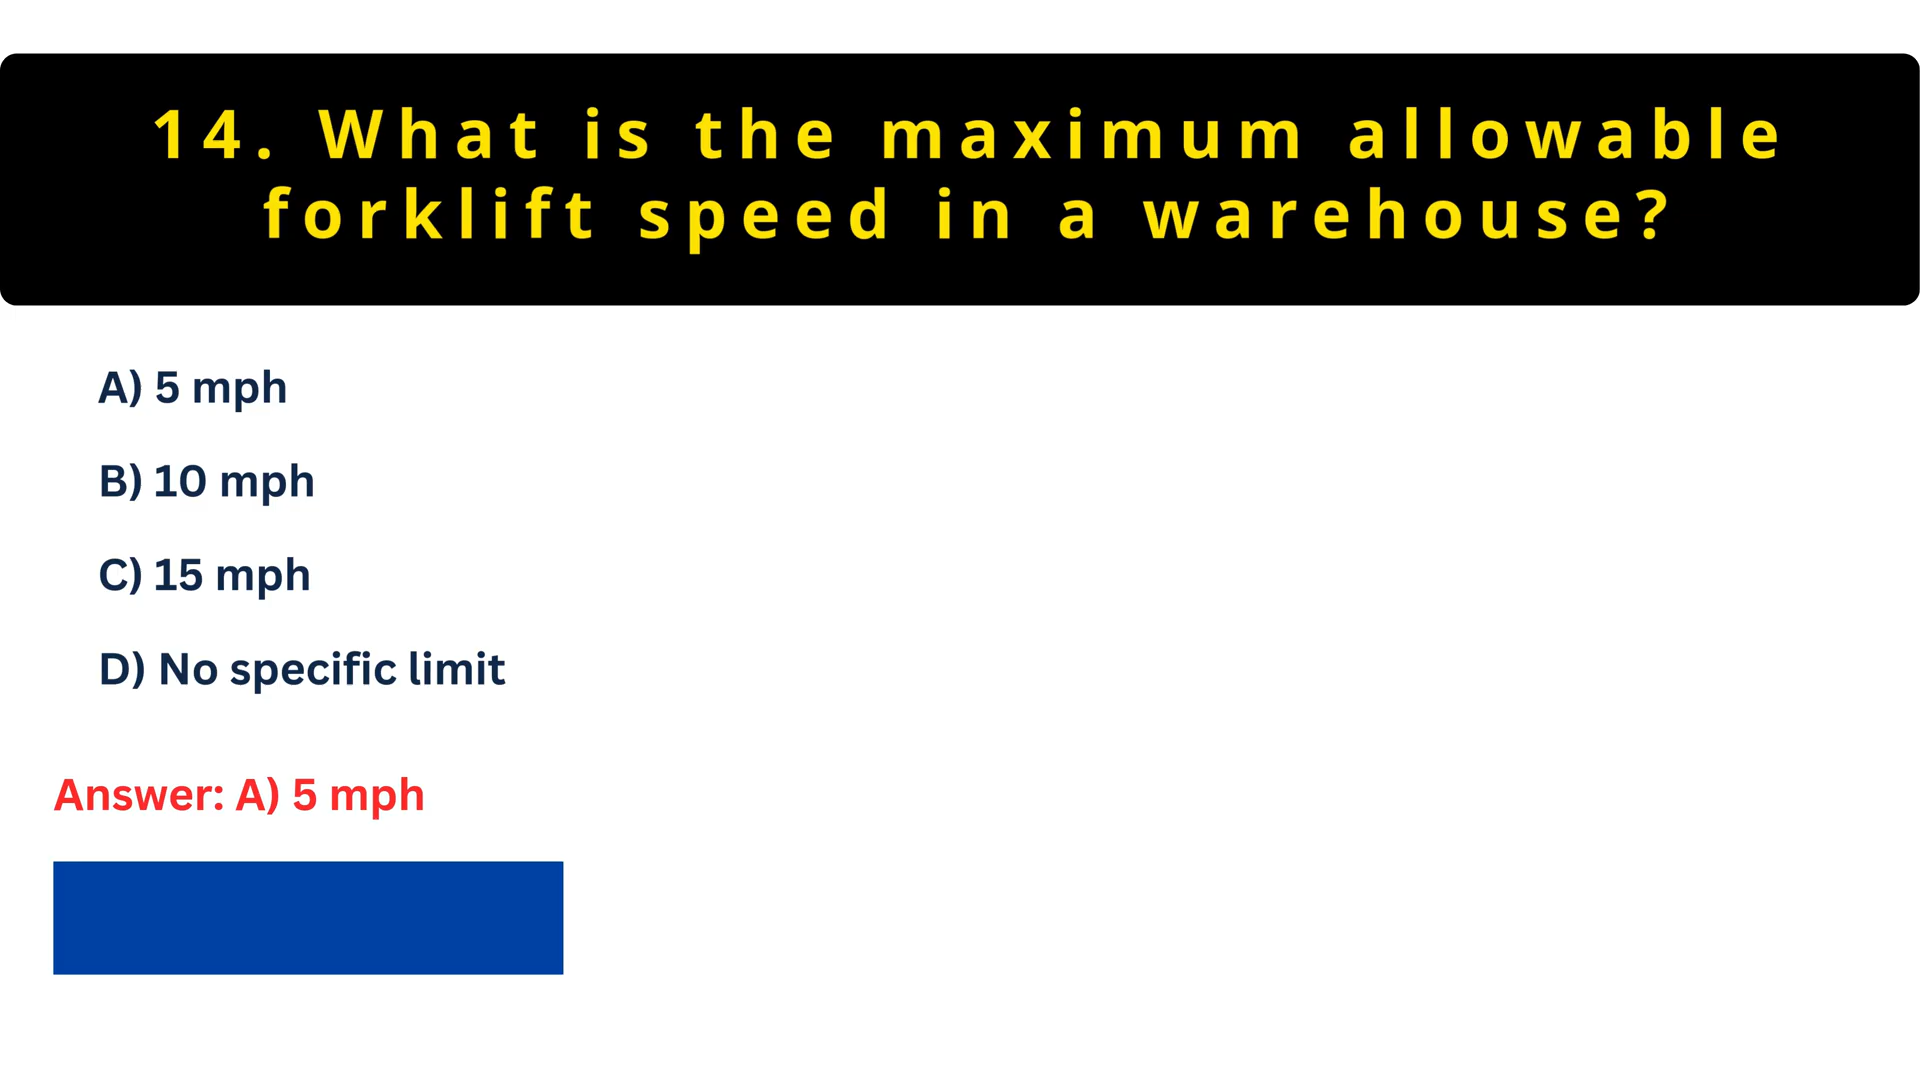 14. What is the maximum allowable
forklift speed in a warehouse?
A) 5 mph
B) 10 mph
C) 15 mph
D) No specific limit
Answer: A) 5 mph